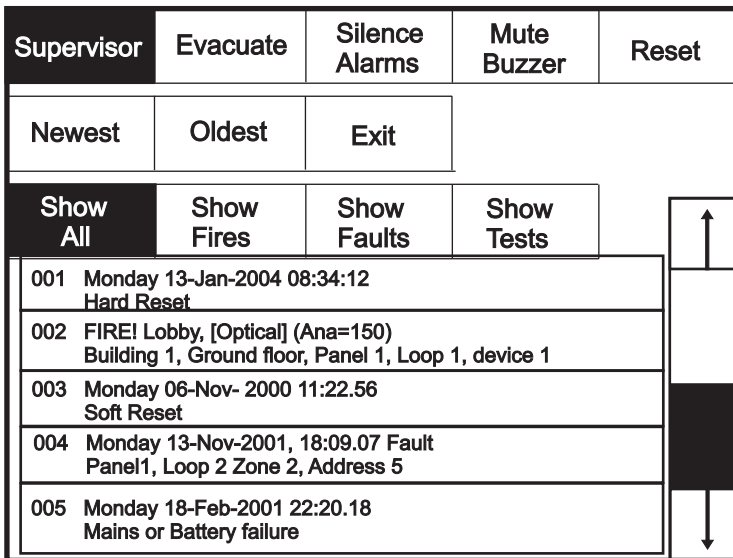 Supervisor Evacuate Silence Alarms Mute Buzzer Reset
Newest Oldest Exit
Show All Show Fires Show Faults Show Tests
001 Monday 13-Jan-2004 08:34:12
Hard Reset
002 FIRE! Lobby, [Optical] (Ana=150)
Building 1, Ground floor, Panel 1, Loop 1, device 1
003 Monday 06-Nov- 2000 11:22.56
Soft Reset
004 Monday 13-Nov-2001, 18:09.07 Fault
Panel1, Loop 2 Zone 2, Address 5
005 Monday 18-Feb-2001 22:20.18
Mains or Battery failure